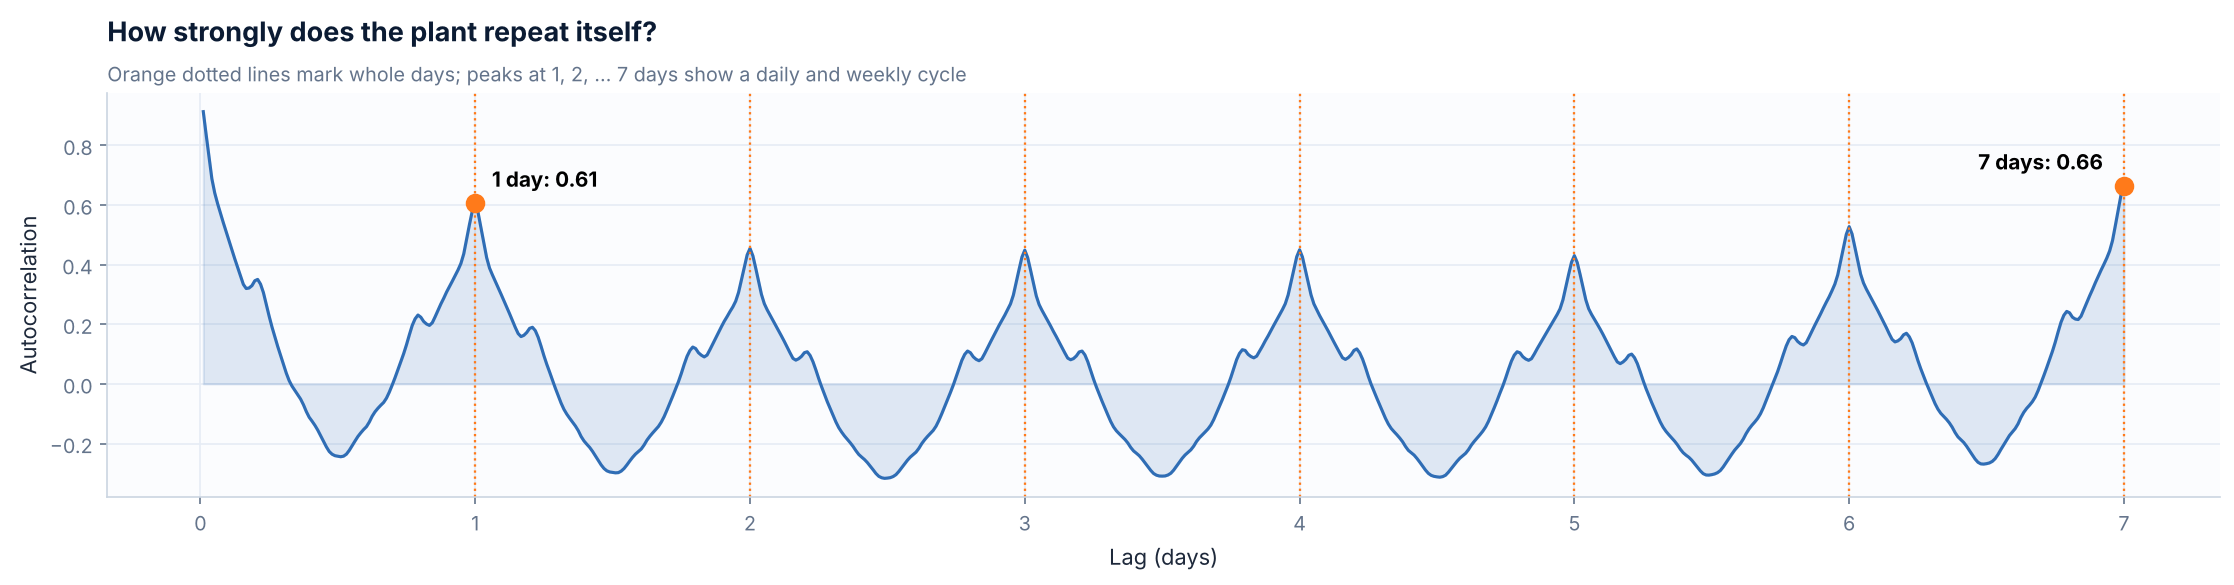 How strongly does the plant repeat itself?
Orange dotted lines mark whole days; peaks at 1, 2, ... 7 days show a daily and weekly cycle
Autocorrelation
0.8
0.6
0.4
0.2
0.0
−0.2
1 day: 0.61
7 days: 0.66
0 1 2 3 4 5 6 7
Lag (days)